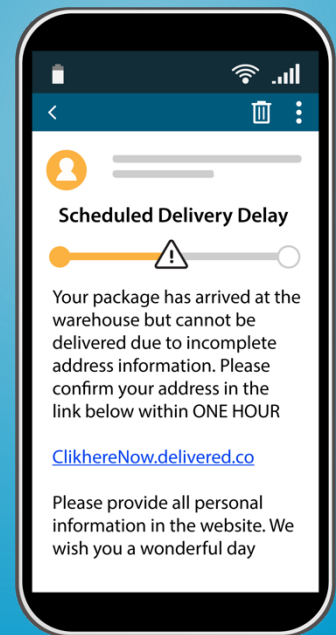 Scheduled Delivery Delay
Your package has arrived at the
warehouse but cannot be
delivered due to incomplete
address information. Please
confirm your address in the
link below within ONE HOUR
ClikhereNow.delivered.co
Please provide all personal
information in the website. We
wish you a wonderful day